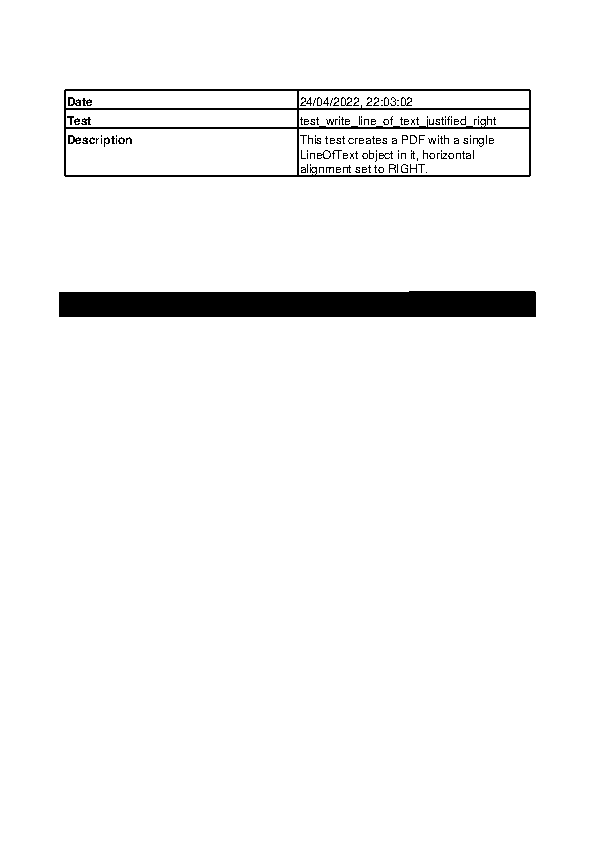 Date 24/04/2022, 22:03:02
Test test_write_line_of_text_justified_right
Description This test creates a PDF with a single
LineOfText object in it, horizontal
alignment set to RIGHT.